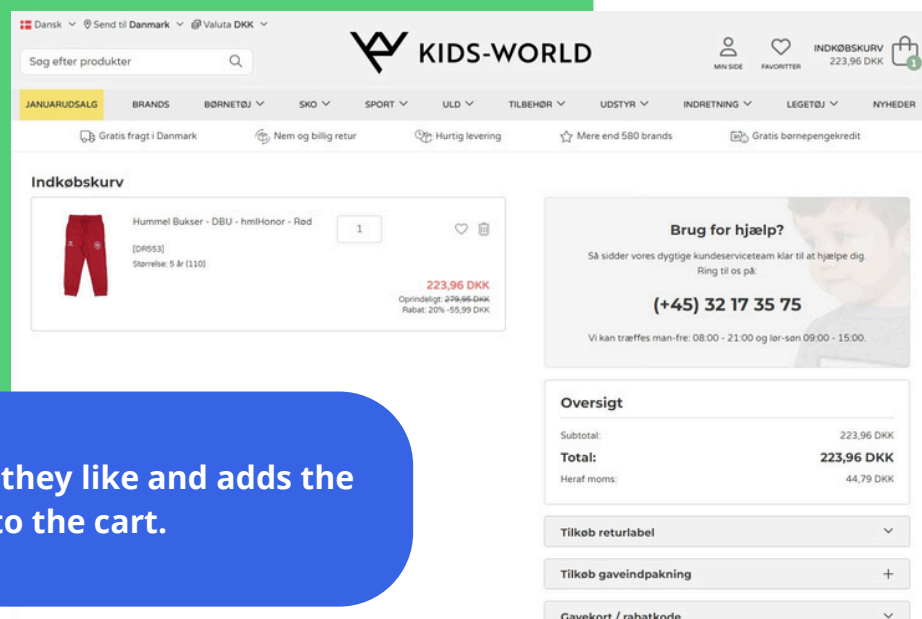 Dansk Send til Danmark Valuta DKK
Søg efter produkter
KIDS-WORLD
MIN SIDE FAVORITTER INDKØBSKURV
223,96 DKK
1
JANUARUDSALG BRANDS BØRNETØJ SKO SPORT ULD TILBEHØR UDSTYR INDRETNING LEGETØJ NYHEDER
Gratis fragt i Danmark Nem og billig retur Hurtig levering Mere end 580 brands Gratis børnepengekredit
Indkøbskurv
Hummel Bukser - DBU - hmlHonor - Rød 1
[DR553]
Størrelse: 5 år (110)
223,96 DKK
Oprindeligt: 279,95 DKK
Rabat: 20% -55,99 DKK
Brug for hjælp?
Så sidder vores dygtige kundeserviceteam klar til at hjælpe dig.
Ring til os på:
(+45) 32 17 35 75
Vi kan træffes man-fre: 08:00 - 21:00 og lør-søn 09:00 - 15:00.
Oversigt
Subtotal: 223,96 DKK
Total: 223,96 DKK
Heraf moms: 44,79 DKK
Tilkøb returlabel
Tilkøb gaveindpakning
Gavekort / rabatkode
they like and adds the
to the cart.